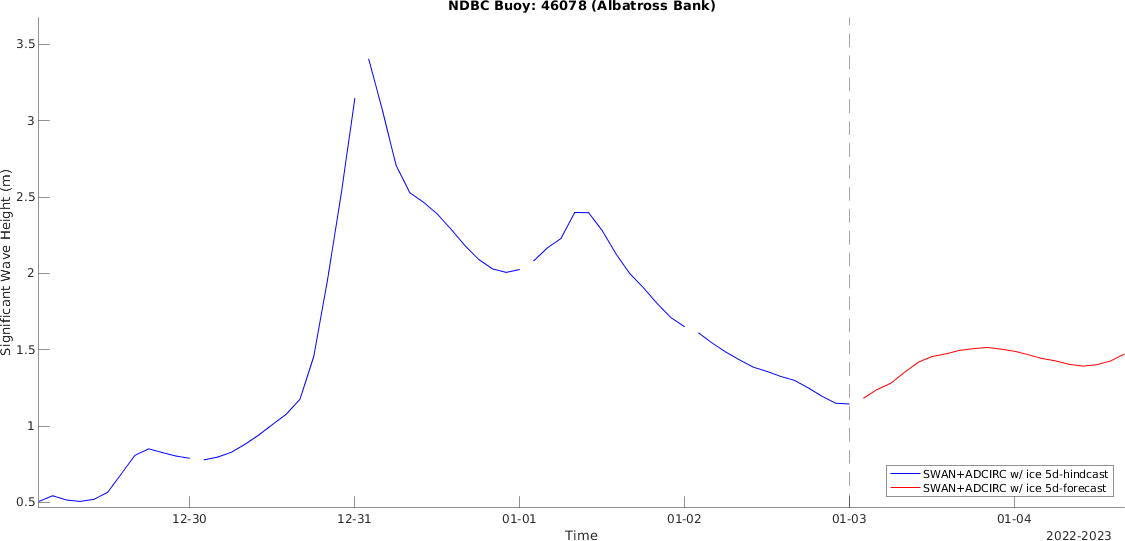 NDBC Buoy: 46078 (Albatross Bank)
Significant Wave Height (m)
3.5
3
2.5
2
1.5
1
0.5
SWAN+ADCIRC w/ ice 5d-hindcast
SWAN+ADCIRC w/ ice 5d-forecast
12-30
12-31
01-01
01-02
01-03
01-04
Time
2022-2023